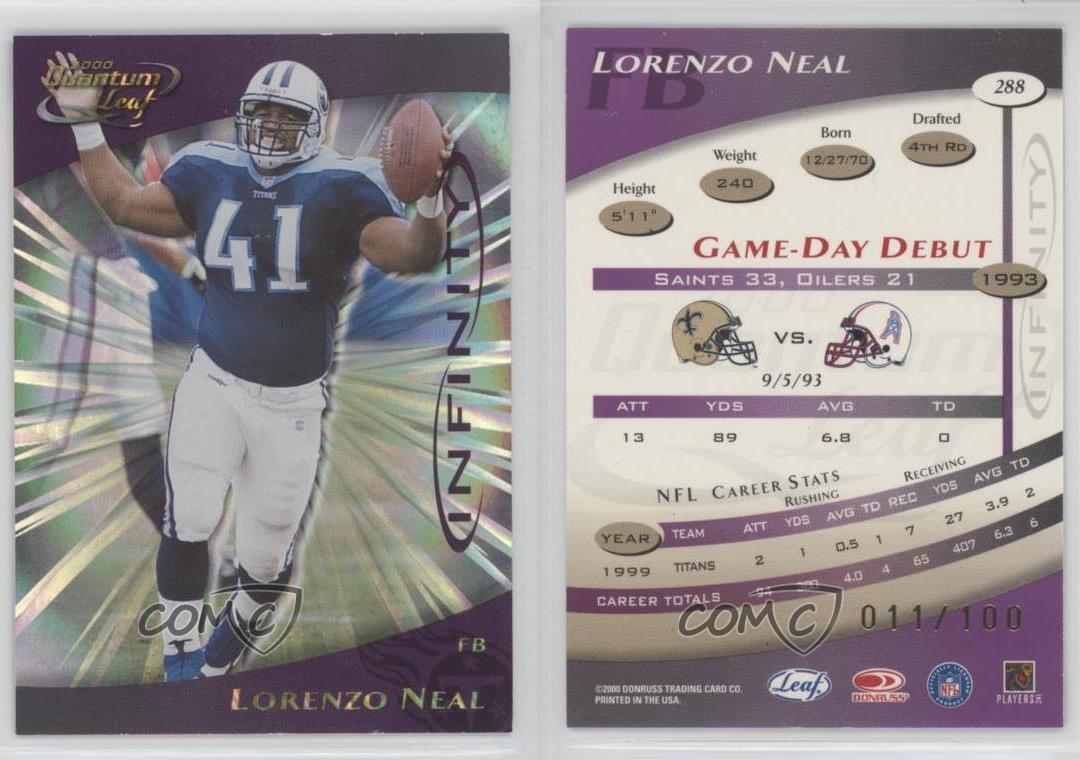 2000
Quantum
Leaf
TITANS
41
INFINITY
FB
LORENZO NEAL
COMC
FB
LORENZO NEAL
288
Drafted
4TH RD
Born
12/27/70
Weight
240
Height
5'11"
GAME-DAY DEBUT
SAINTS 33, OILERS 21
1993
INFINITY
VS.
9/5/93
ATT YDS AVG TD
13 89 6.8 0
NFL CAREER STATS
RUSHING RECEIVING
YEAR TEAM ATT YDS AVG TD REC YDS AVG TD
1999 TITANS 2 1 0.5 1 7 27 3.9 2
CAREER TOTALS 94 4.0 4 65 407 6.3 6
COMC
011/100
©2000 DONRUSS TRADING CARD CO.
PRINTED IN THE USA.
Leaf
DONRUSS
NFL
PLAYERS INC